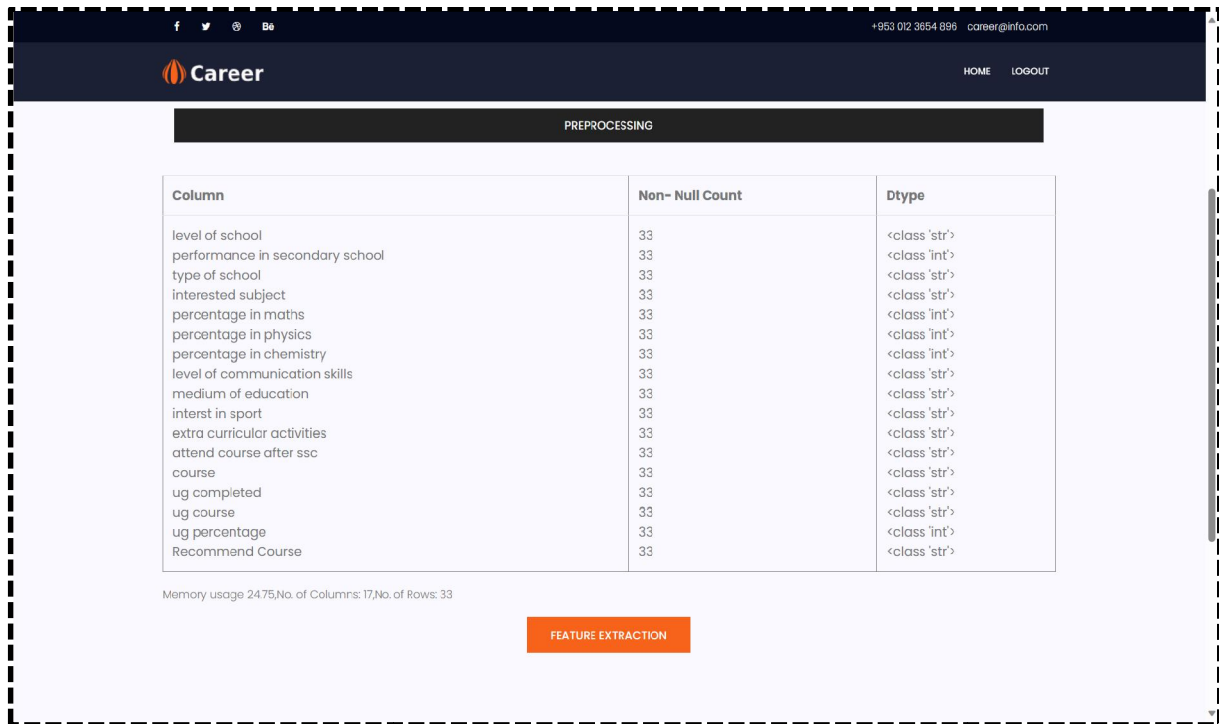 Bē +953 012 3654 896 career@info.com
Career HOME LOGOUT
PREPROCESSING
Column Non- Null Count Dtype
level of school 33 <class 'str'>
performance in secondary school 33 <class 'int'>
type of school 33 <class 'str'>
interested subject 33 <class 'str'>
percentage in maths 33 <class 'int'>
percentage in physics 33 <class 'int'>
percentage in chemistry 33 <class 'int'>
level of communication skills 33 <class 'str'>
medium of education 33 <class 'str'>
interst in sport 33 <class 'str'>
extra curricular activities 33 <class 'str'>
attend course after ssc 33 <class 'str'>
course 33 <class 'str'>
ug completed 33 <class 'str'>
ug course 33 <class 'str'>
ug percentage 33 <class 'int'>
Recommend Course 33 <class 'str'>
Memory usage 24.75,No. of Columns: 17,No. of Rows: 33
FEATURE EXTRACTION